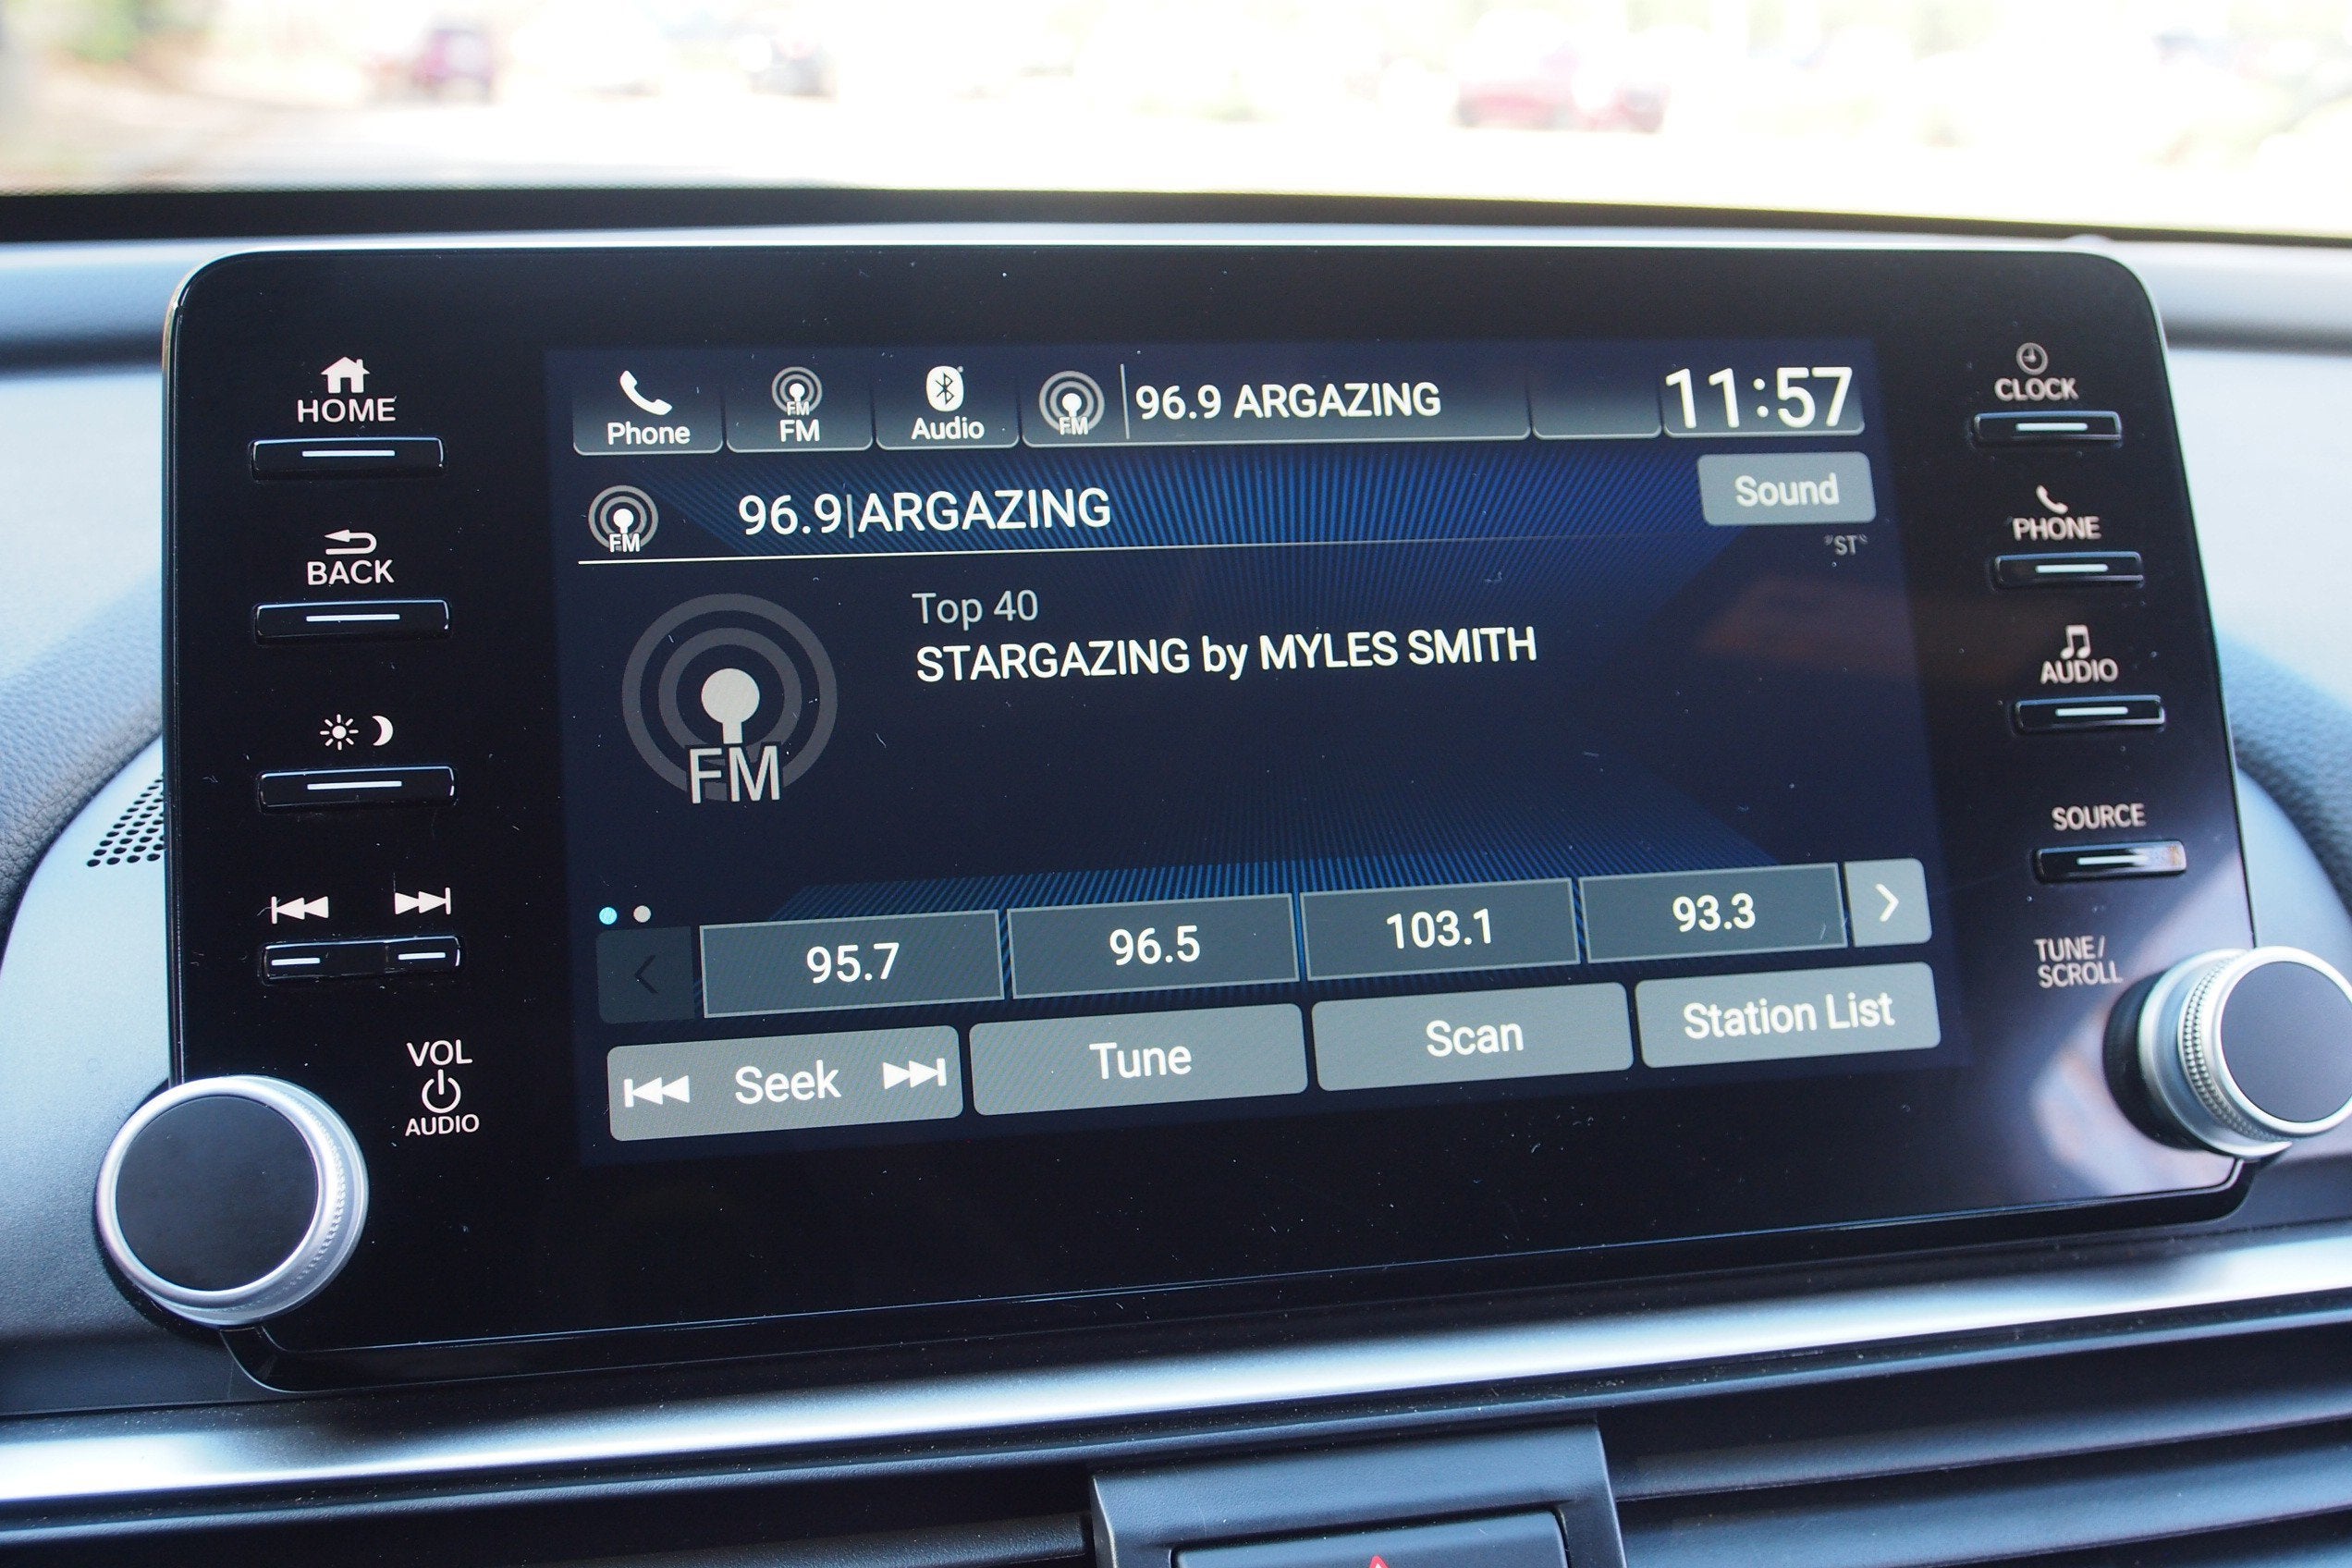 HOME
BACK
VOL
AUDIO
Phone
FM
FM
Audio
FM
96.9 ARGAZING
11:57
FM
96.9|ARGAZING
Sound
"ST"
Top 40
STARGAZING by MYLES SMITH
FM
95.7
96.5
103.1
93.3
Seek
Tune
Scan
Station List
CLOCK
PHONE
AUDIO
SOURCE
TUNE/
SCROLL